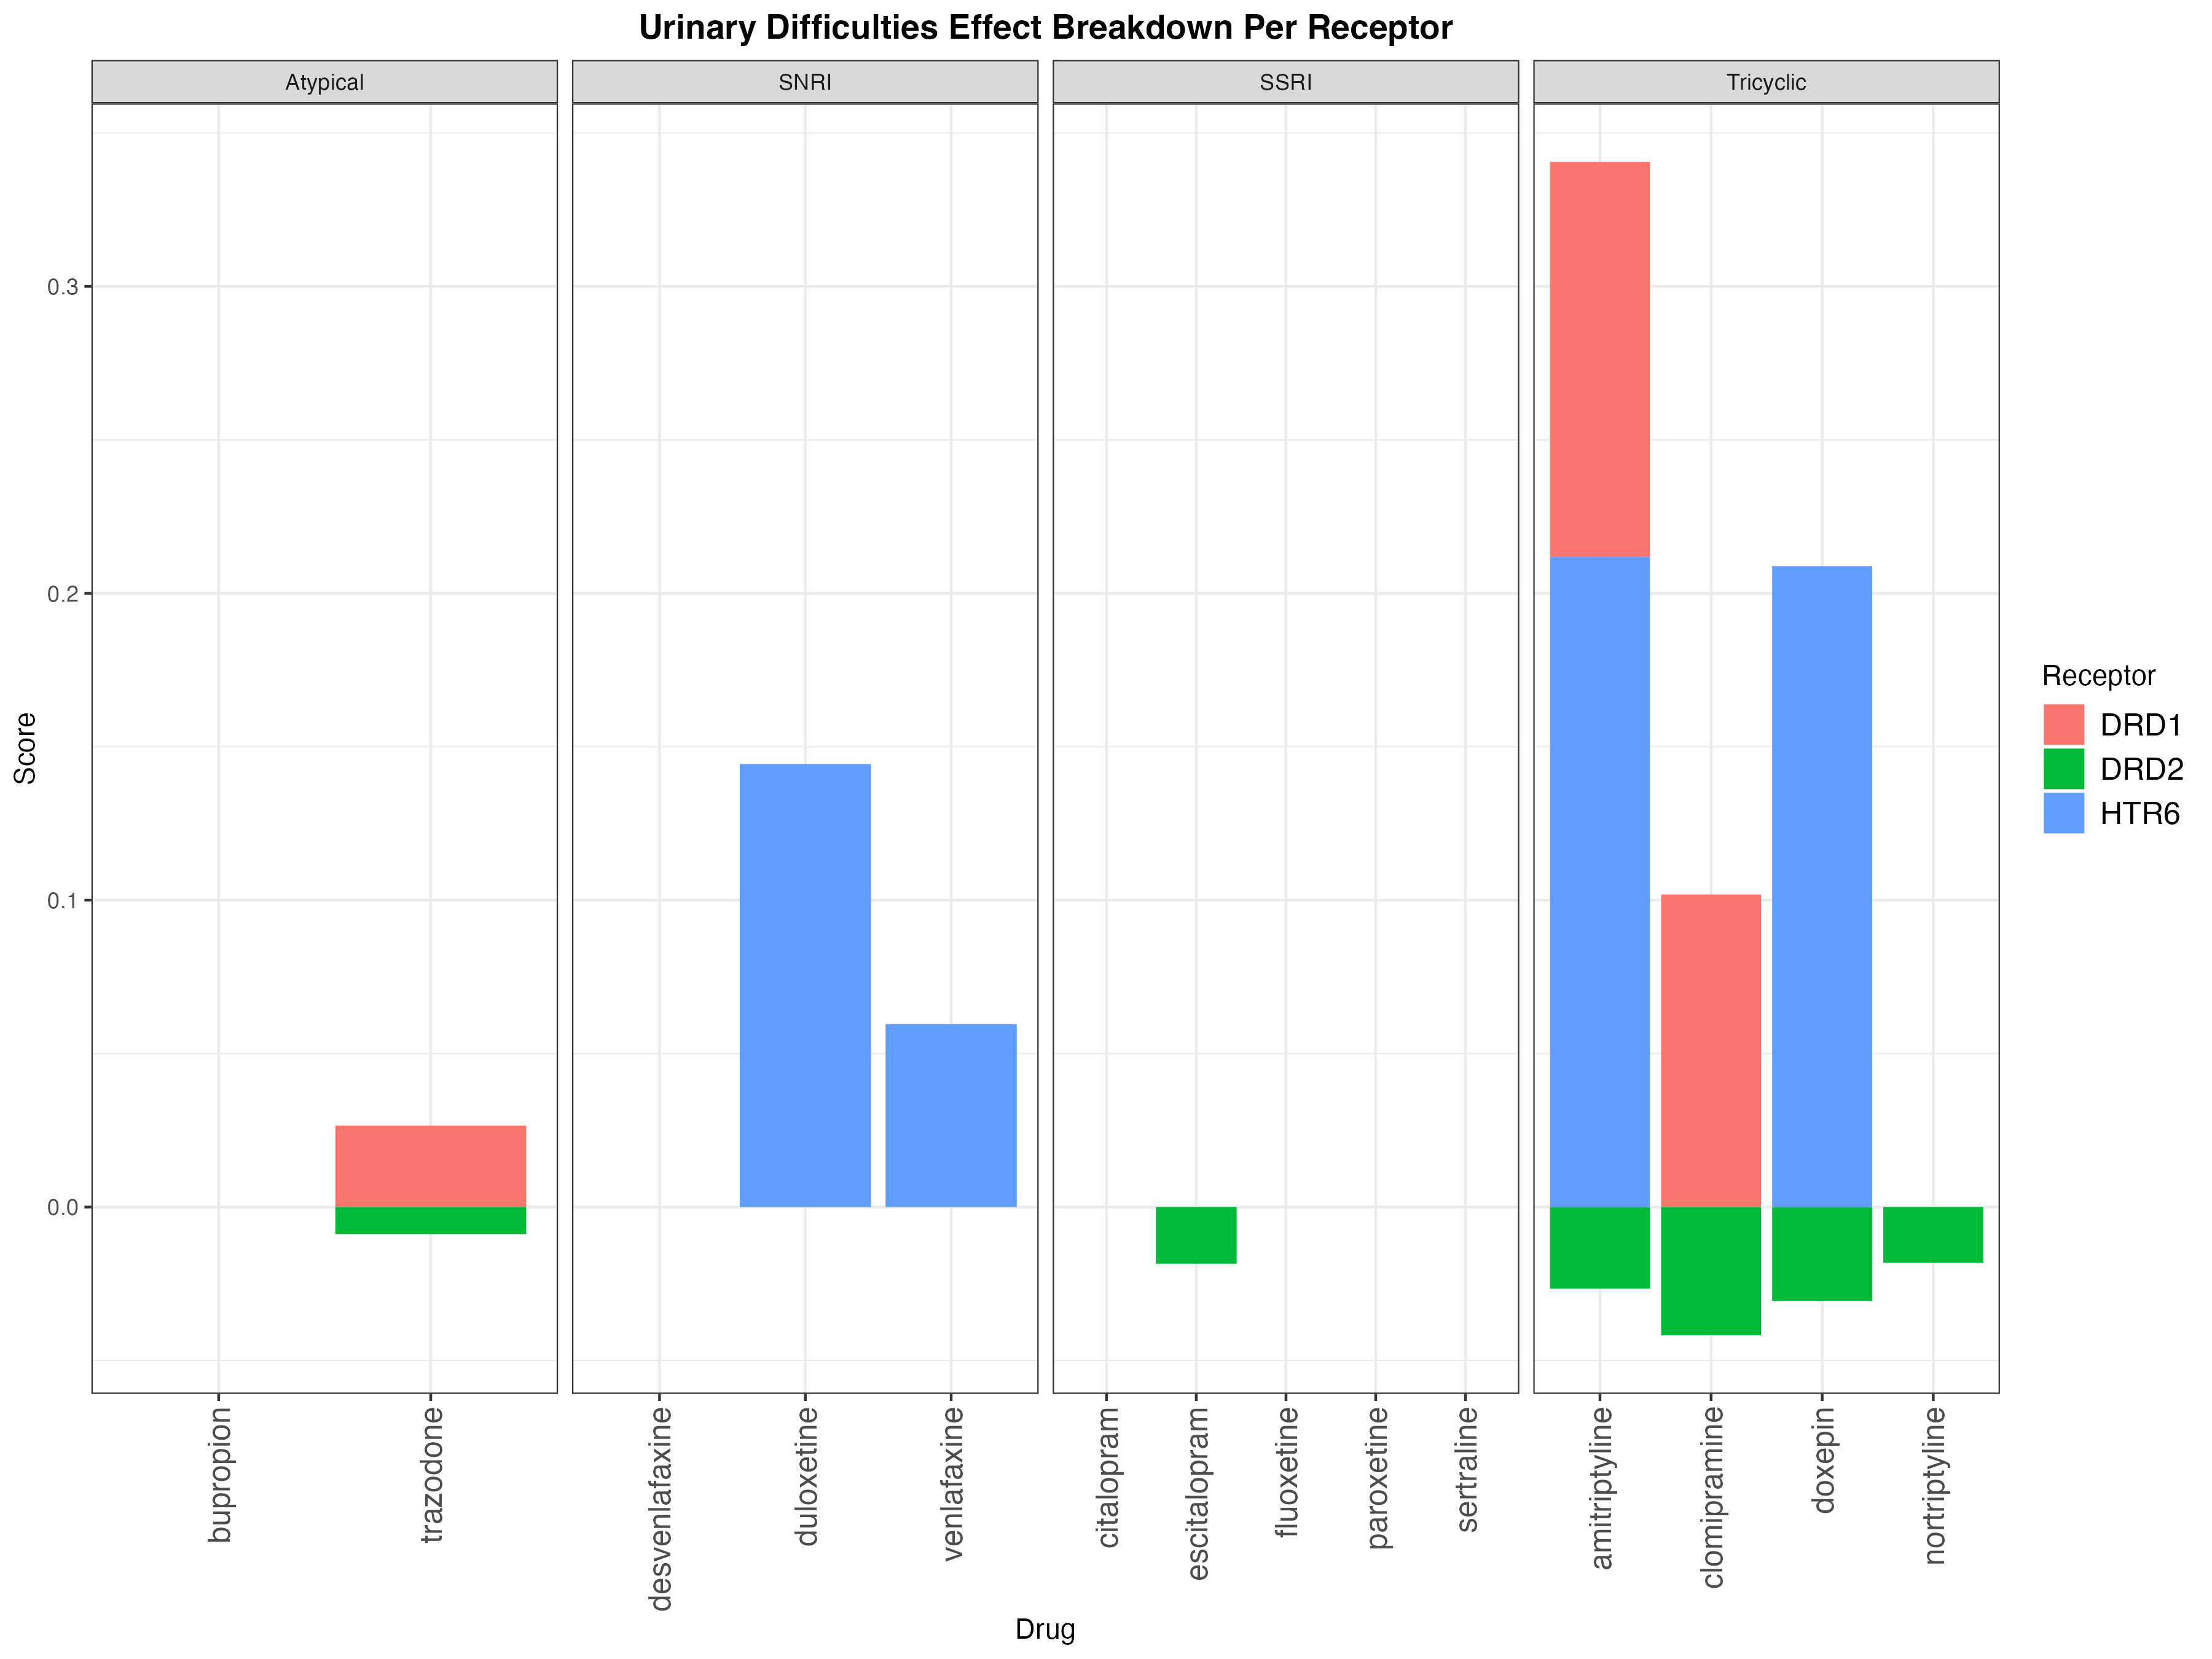 Urinary Difficulties Effect Breakdown Per Receptor
Atypical
SNRI
SSRI
Tricyclic
Score
0.3
0.2
0.1
0.0
bupropion
trazodone
desvenlafaxine
duloxetine
venlafaxine
citalopram
escitalopram
fluoxetine
paroxetine
sertraline
amitriptyline
clomipramine
doxepin
nortriptyline
Drug
Receptor
DRD1
DRD2
HTR6